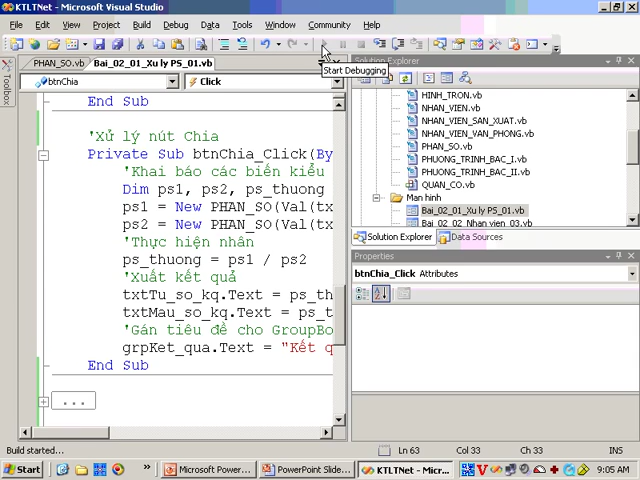 KTLTNet - Microsoft Visual Studio
File Edit View Project Build Debug Data Tools Window Community Help
PHAN_SO.vb Bai_02_01_Xu ly PS_01.vb
Start Debugging
Toolbox
btnChia Click
End Sub
'Xử lý nút Chia
Private Sub btnChia_Click(By
'Khai báo các biến kiểu
Dim ps1, ps2, ps_thuong
ps1 = New PHAN_SO(Val(tx
ps2 = New PHAN_SO(Val(tx
'Thực hiện nhân
ps_thuong = ps1 / ps2
'Xuất kết quả
txtTu_so_kq.Text = ps_th
txtMau_so_kq.Text = ps_t
'Gán tiêu đề cho GroupBo
grpKet_qua.Text = "Kết q
End Sub
...
Solution Explorer
HINH_TRON.vb
NHAN_VIEN.vb
NHAN_VIEN_SAN_XUAT.vb
NHAN_VIEN_VAN_PHONG.vb
PHAN_SO.vb
PHUONG_TRINH_BAC_I.vb
PHUONG_TRINH_BAC_II.vb
QUAN_CO.vb
Man hinh
Bai_02_01_Xu ly PS_01.vb
Bai_02_02_Nhan vien_03.vb
Solution Explorer Data Sources
Properties
btnChia_Click Attributes
Build started... Ln 63 Col 33 Ch 33 INS
Start Microsoft Power... PowerPoint Slide... KTLTNet - Micr... 9:05 AM